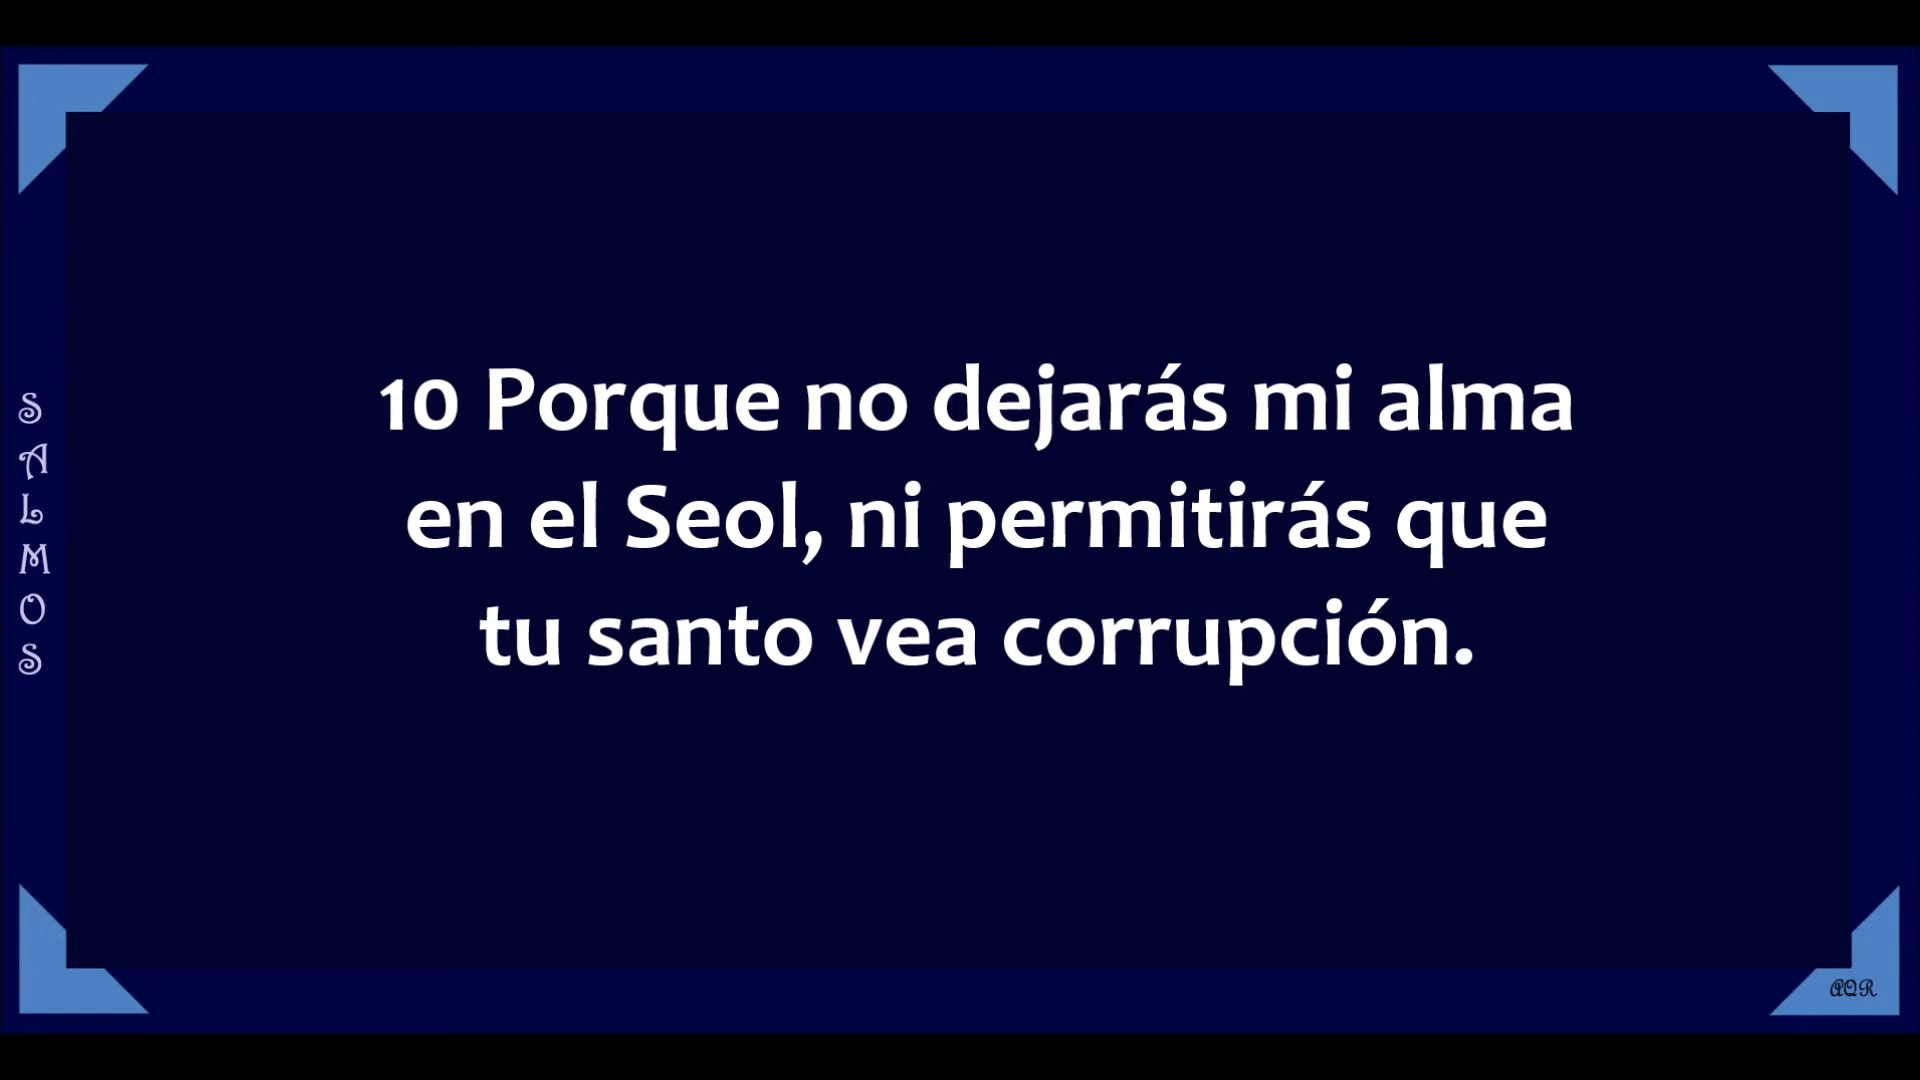 SALMOS
10 Porque no dejarás mi alma
en el Seol, ni permitirás que
tu santo vea corrupción.
AQR